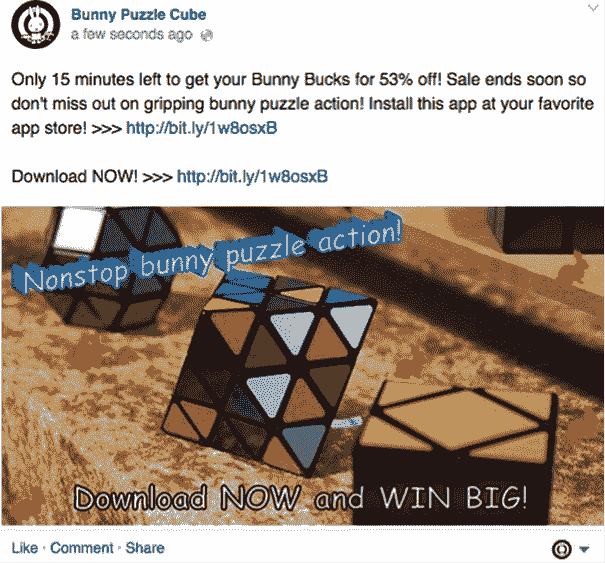 Bunny Puzzle Cube
a few seconds ago
Only 15 minutes left to get your Bunny Bucks for 53% off! Sale ends soon so
don't miss out on gripping bunny puzzle action! Install this app at your favorite
app store! >>> http://bit.ly/1w8osxB
Download NOW! >>> http://bit.ly/1w8osxB
Nonstop bunny puzzle action!
Download NOW and WIN BIG!
Like · Comment · Share